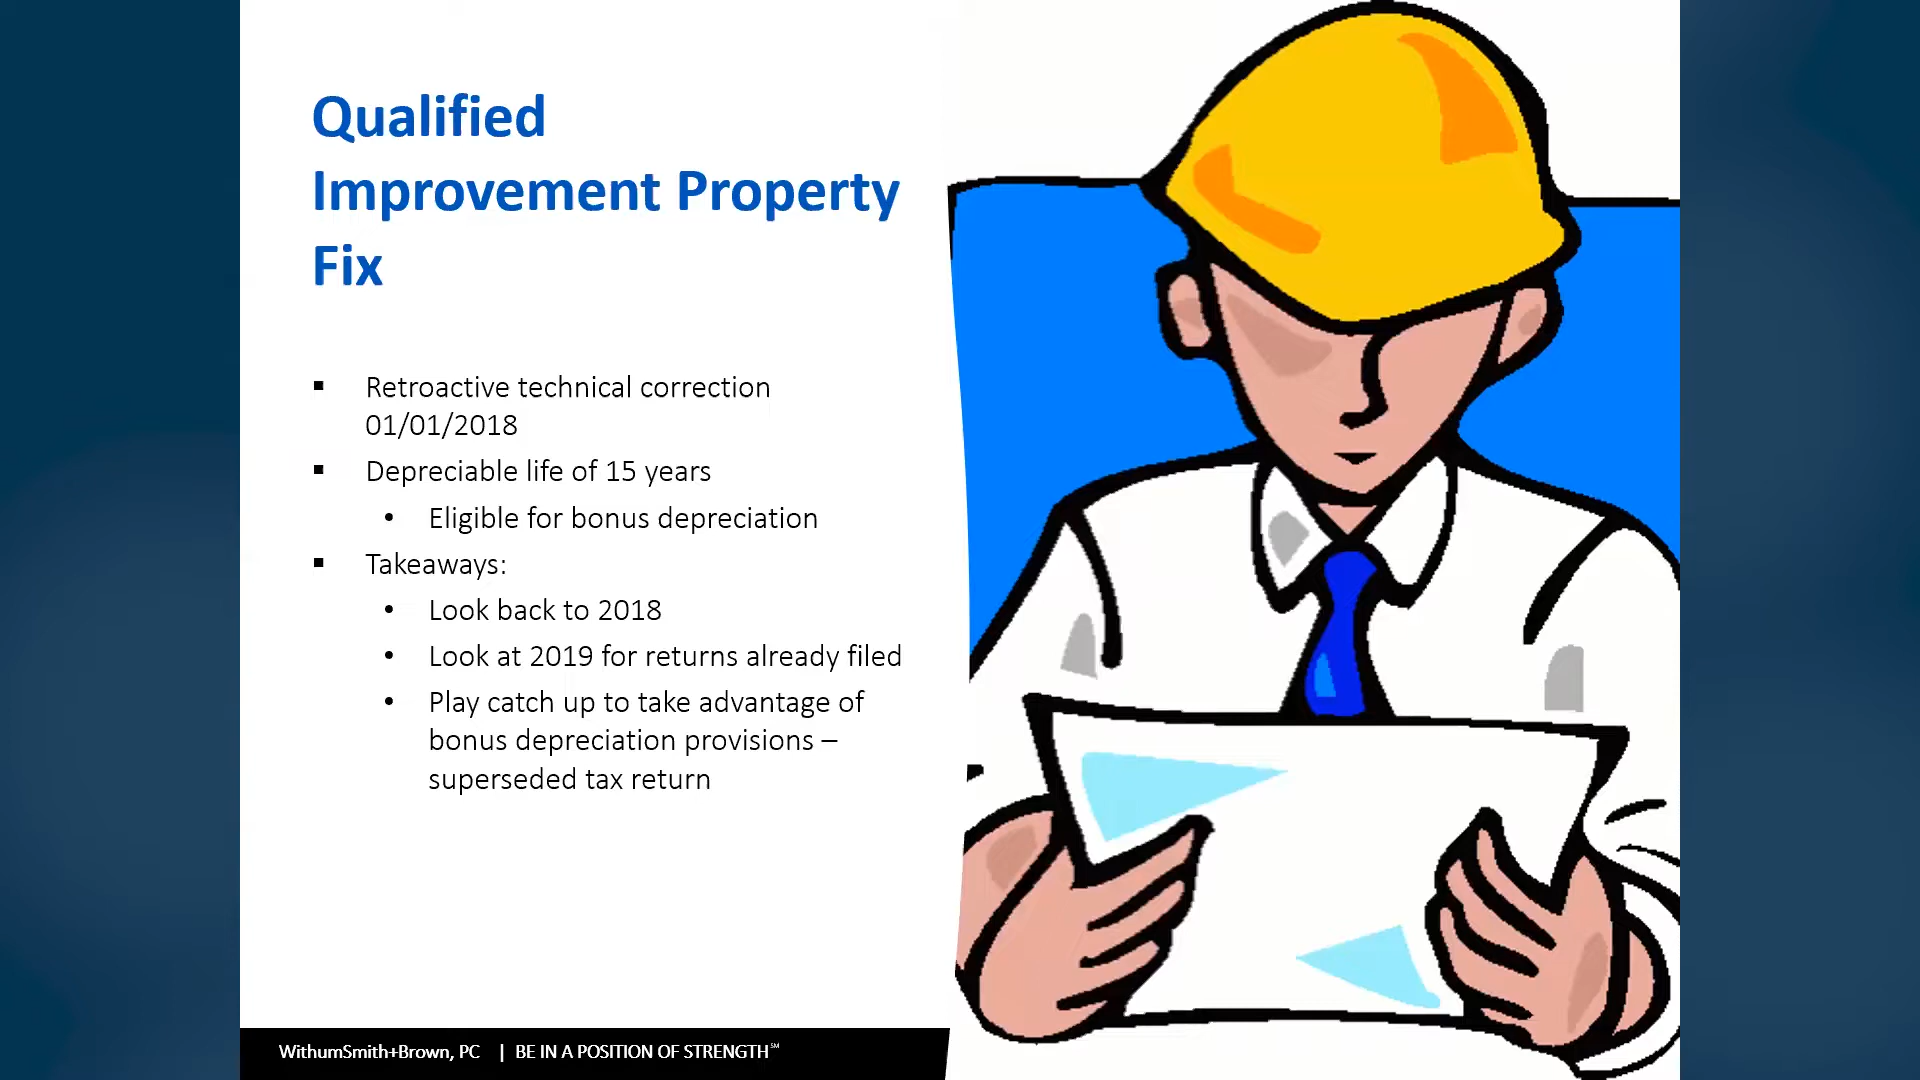 Qualified
Improvement Property
Fix
▪ Retroactive technical correction
01/01/2018
▪ Depreciable life of 15 years
• Eligible for bonus depreciation
▪ Takeaways:
• Look back to 2018
• Look at 2019 for returns already filed
• Play catch up to take advantage of
bonus depreciation provisions –
superseded tax return
WithumSmith+Brown, PC | BE IN A POSITION OF STRENGTH℠